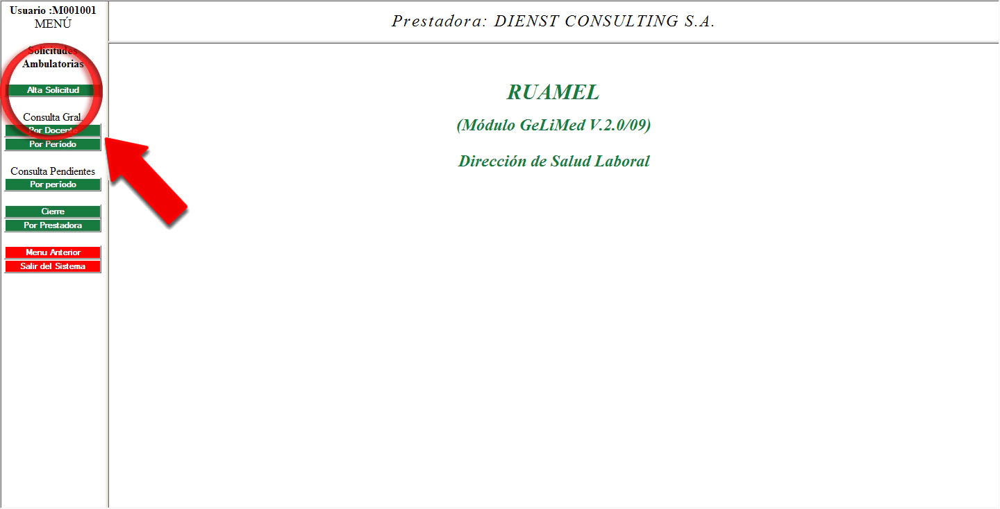 Usuario :M001001
MENÚ
Solicitudes
Ambulatorias
Alta Solicitud
Consulta Gral.
Por Docente
Por Período
Consulta Pendientes
Por período
Cierre
Por Prestadora
Menu Anterior
Salir del Sistema
Prestadora: DIENST CONSULTING S.A.
RUAMEL
(Módulo GeLiMed V.2.0/09)
Dirección de Salud Laboral